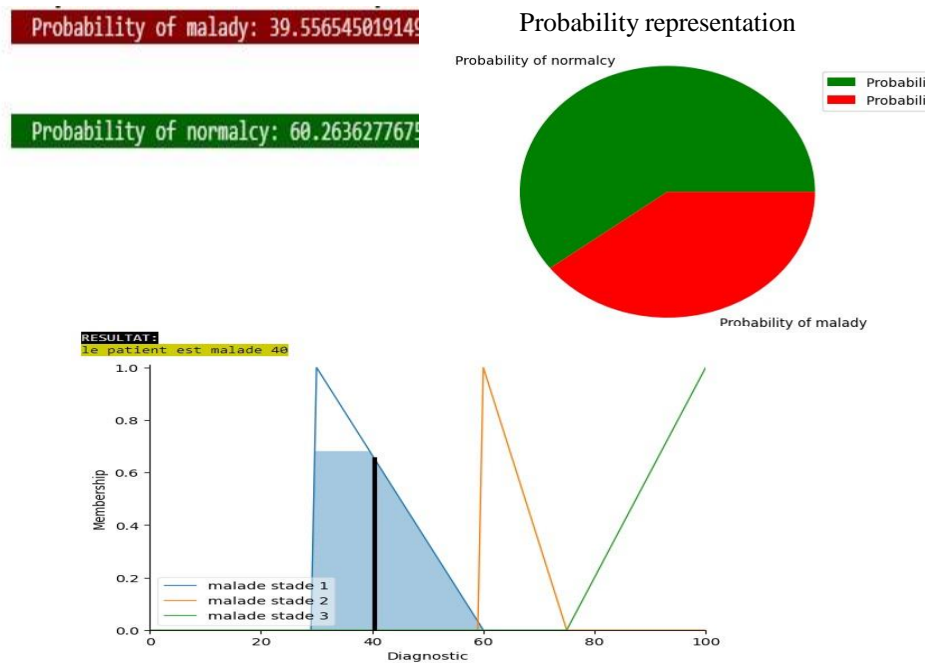 Probability of malady: 39.556545019149
Probability representation
Probability of normalcy
Probability of normalcy: 60.2636277675
Probabili
Probabili
Probability of malady
RESULTAT:
le patient est malade 40
1.0
0.8
0.6
0.4
0.2
0.0
Membership
malade stade 1
malade stade 2
malade stade 3
0 20 40 60 80 100
Diagnostic